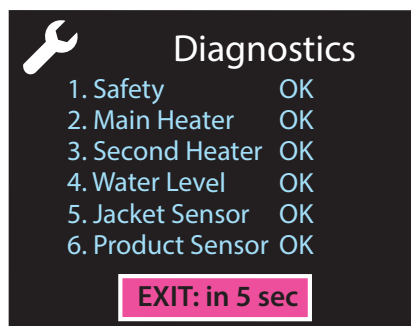 Diagnostics
1. Safety OK
2. Main Heater OK
3. Second Heater OK
4. Water Level OK
5. Jacket Sensor OK
6. Product Sensor OK
EXIT: in 5 sec